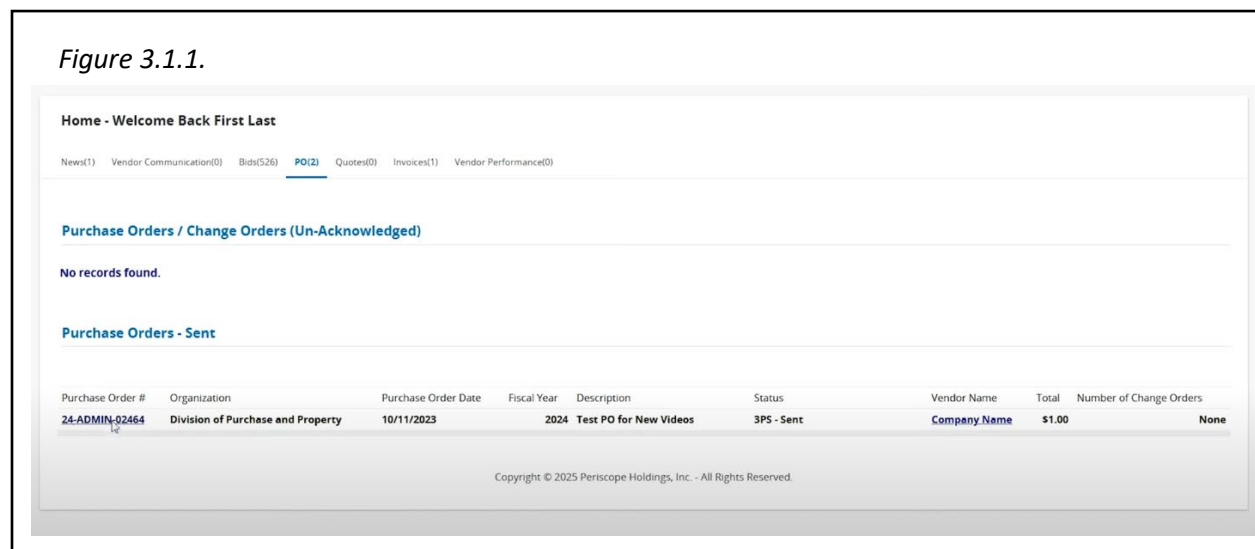 Figure 3.1.1.
Home - Welcome Back First Last
News(1) Vendor Communication(0) Bids(526) PO(2) Quotes(0) Invoices(1) Vendor Performance(0)
Purchase Orders / Change Orders (Un-Acknowledged)
No records found.
Purchase Orders - Sent
Purchase Order # Organization Purchase Order Date Fiscal Year Description Status Vendor Name Total Number of Change Orders
24-ADMIN-02464 Division of Purchase and Property 10/11/2023 2024 Test PO for New Videos 3PS - Sent Company Name $1.00 None
Copyright © 2025 Periscope Holdings, Inc. - All Rights Reserved.